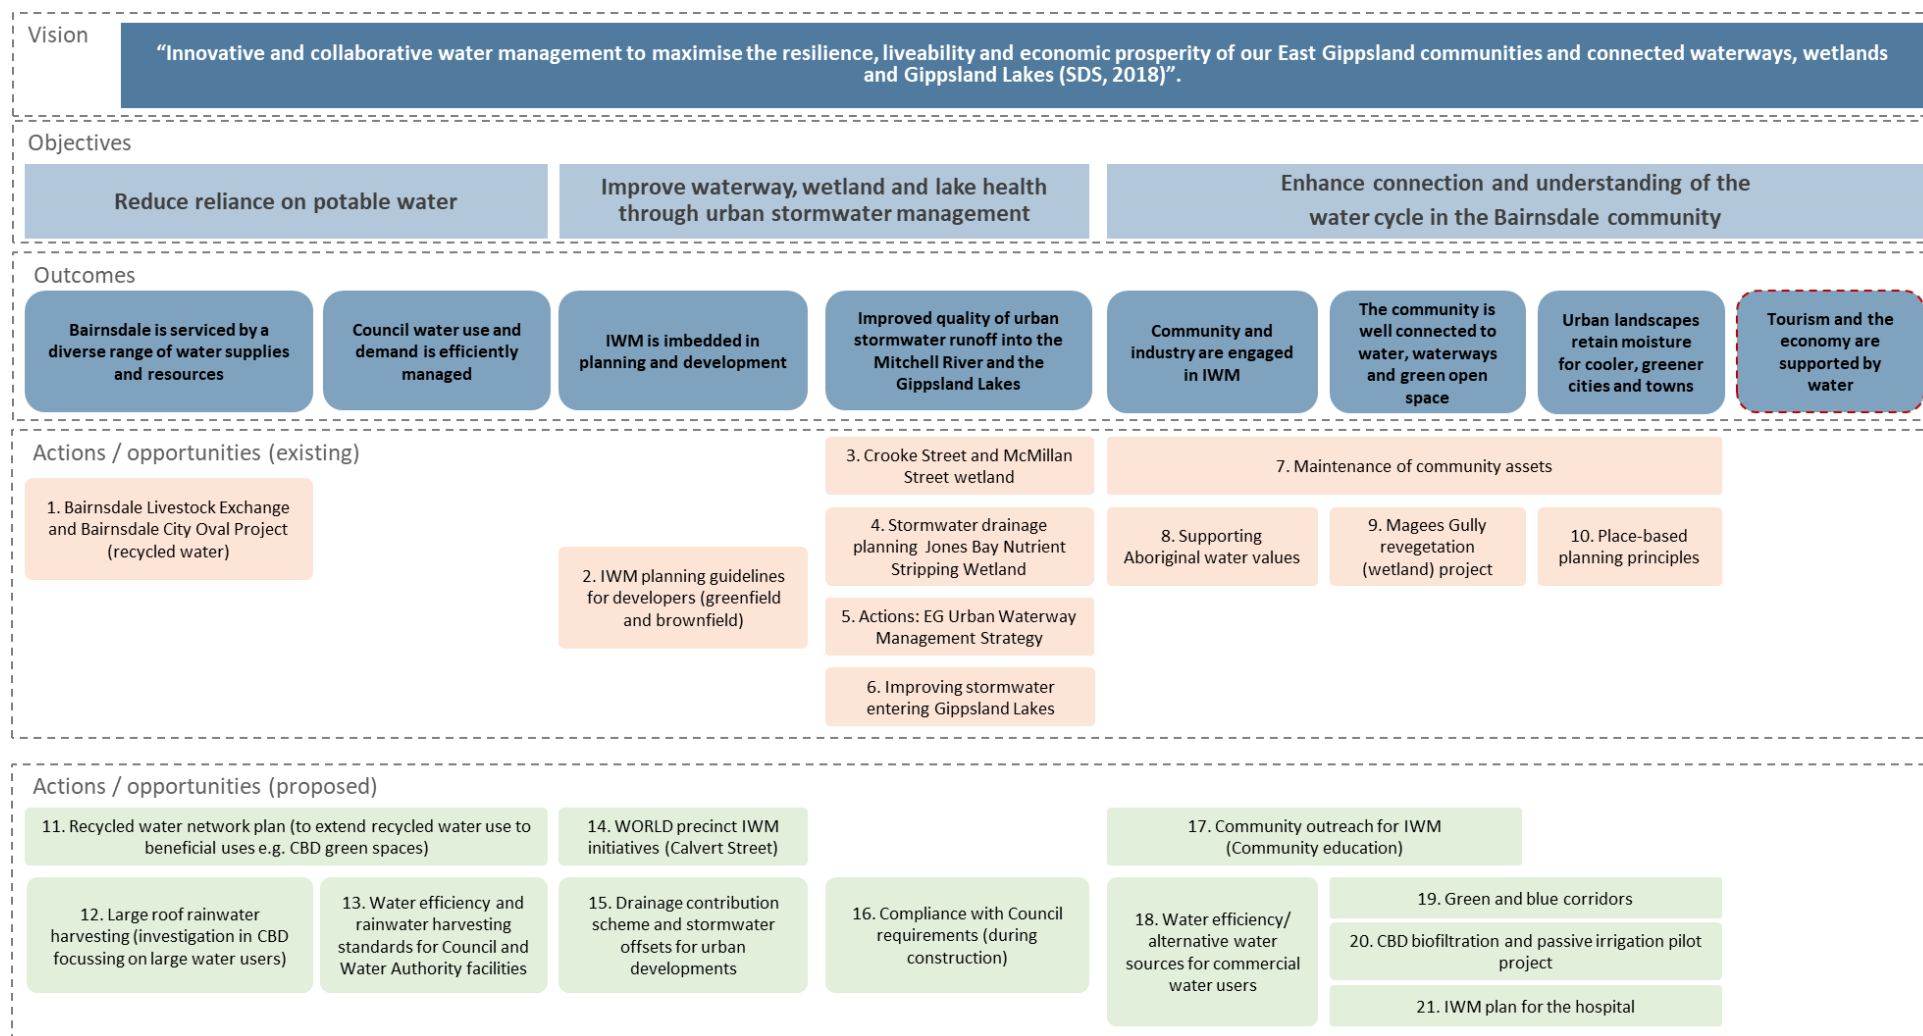 Vision
“Innovative and collaborative water management to maximise the resilience, liveability and economic prosperity of our East Gippsland communities and connected waterways, wetlands
and Gippsland Lakes (SDS, 2018)”.
Objectives
Reduce reliance on potable water
Improve waterway, wetland and lake health
through urban stormwater management
Enhance connection and understanding of the
water cycle in the Bairnsdale community
Outcomes
Bairnsdale is serviced by a
diverse range of water supplies
and resources
Council water use and
demand is efficiently
managed
IWM is imbedded in
planning and development
Improved quality of urban
stormwater runoff into the
Mitchell River and the
Gippsland Lakes
Community and
industry are engaged
in IWM
The community is
well connected to
water, waterways
and green open
space
Urban landscapes
retain moisture
for cooler, greener
cities and towns
Tourism and the
economy are
supported by
water
Actions / opportunities (existing)
1. Bairnsdale Livestock Exchange
and Bairnsdale City Oval Project
(recycled water)
2. IWM planning guidelines
for developers (greenfield
and brownfield)
3. Crooke Street and McMillan
Street wetland
4. Stormwater drainage
planning Jones Bay Nutrient
Stripping Wetland
5. Actions: EG Urban Waterway
Management Strategy
6. Improving stormwater
entering Gippsland Lakes
7. Maintenance of community assets
8. Supporting
Aboriginal water values
9. Magees Gully
revegetation
(wetland) project
10. Place-based
planning principles
Actions / opportunities (proposed)
11. Recycled water network plan (to extend recycled water use to
beneficial uses e.g. CBD green spaces)
12. Large roof rainwater
harvesting (investigation in CBD
focussing on large water users)
13. Water efficiency and
rainwater harvesting
standards for Council and
Water Authority facilities
14. WORLD precinct IWM
initiatives (Calvert Street)
15. Drainage contribution
scheme and stormwater
offsets for urban
developments
16. Compliance with Council
requirements (during
construction)
17. Community outreach for IWM
(Community education)
18. Water efficiency/
alternative water
sources for commercial
water users
19. Green and blue corridors
20. CBD biofiltration and passive irrigation pilot
project
21. IWM plan for the hospital